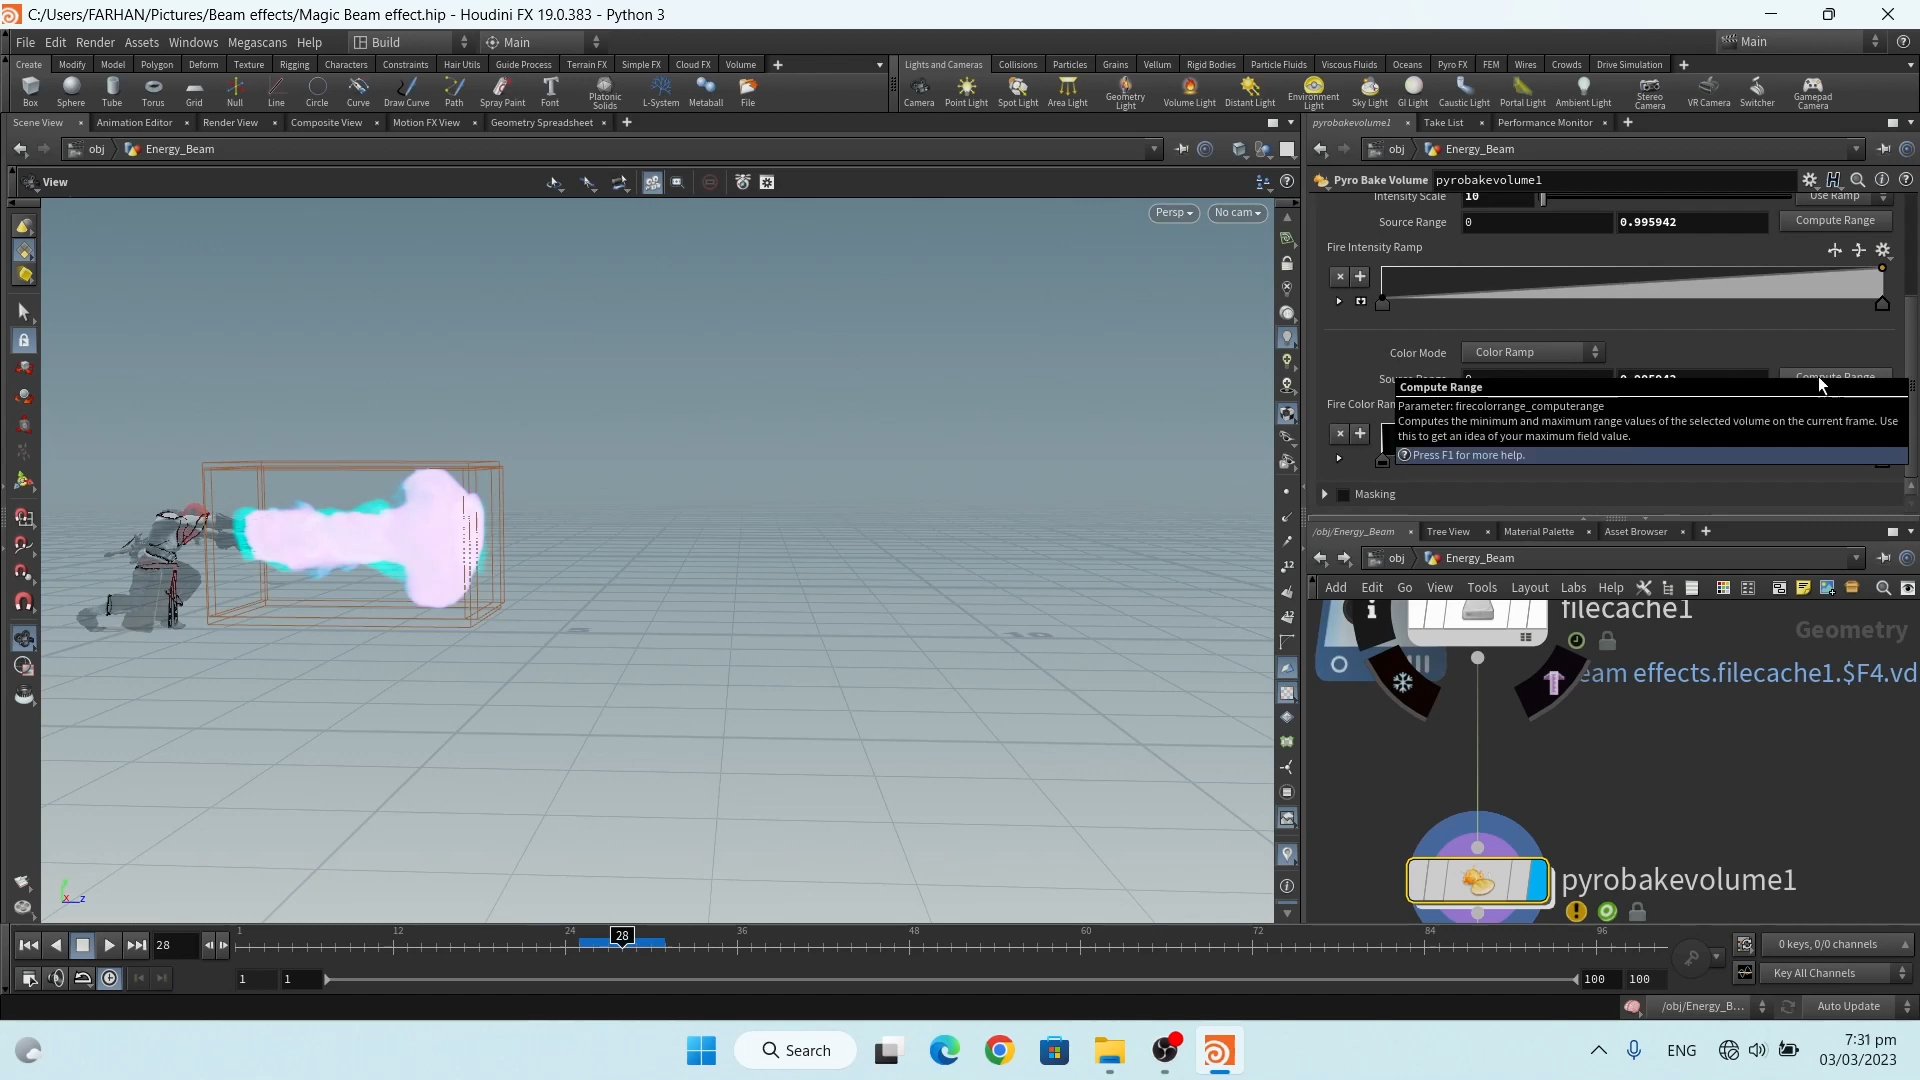 C:/Users/FARHAN/Pictures/Beam effects/Magic Beam effect.hip - Houdini FX 19.0.383 - Python 3
File Edit Render Assets Windows Megascans Help Build Main Main
Create Modify Model Polygon Deform Texture Rigging Characters Constraints Hair Utils Guide Process Terrain FX Simple FX Cloud FX Volume
Lights and Cameras Collisions Particles Grains Vellum Rigid Bodies Particle Fluids Viscous Fluids Oceans Pyro FX FEM Wires Crowds Drive Simulation
Box Sphere Tube Torus Grid Null Line Circle Curve Draw Curve Path Spray Paint Font Platonic Solids L-System Metaball File
Camera Point Light Spot Light Area Light Geometry Light Volume Light Distant Light Environment Light Sky Light GI Light Caustic Light Portal Light Ambient Light Stereo Camera VR Camera Switcher Gamepad Camera
Scene View Animation Editor Render View Composite View Motion FX View Geometry Spreadsheet
pyrobakevolume1 Take List Performance Monitor
obj Energy_Beam
obj Energy_Beam
View
Pyro Bake Volume pyrobakevolume1
Persp No cam
Intensity Scale 10 Use Ramp
Source Range 0 0.995942 Compute Range
Fire Intensity Ramp
Color Mode Color Ramp
0.995942 Compute Range
Compute Range
Fire Color Ram
Parameter: firecolorrange_computerange
Computes the minimum and maximum range values of the selected volume on the current frame. Use
this to get an idea of your maximum field value.
Press F1 for more help.
Masking
/obj/Energy_Beam Tree View Material Palette Asset Browser
obj Energy_Beam
Add Edit Go View Tools Layout Labs Help
filecache1
Geometry
eam effects.filecache1.$F4.vd
pyrobakevolume1
x z
28
1 12 24 28 36 48 60 72 84 96
1 1 100 100
0 keys, 0/0 channels
Key All Channels
/obj/Energy_B... Auto Update
Search
ENG
7:31 pm
03/03/2023